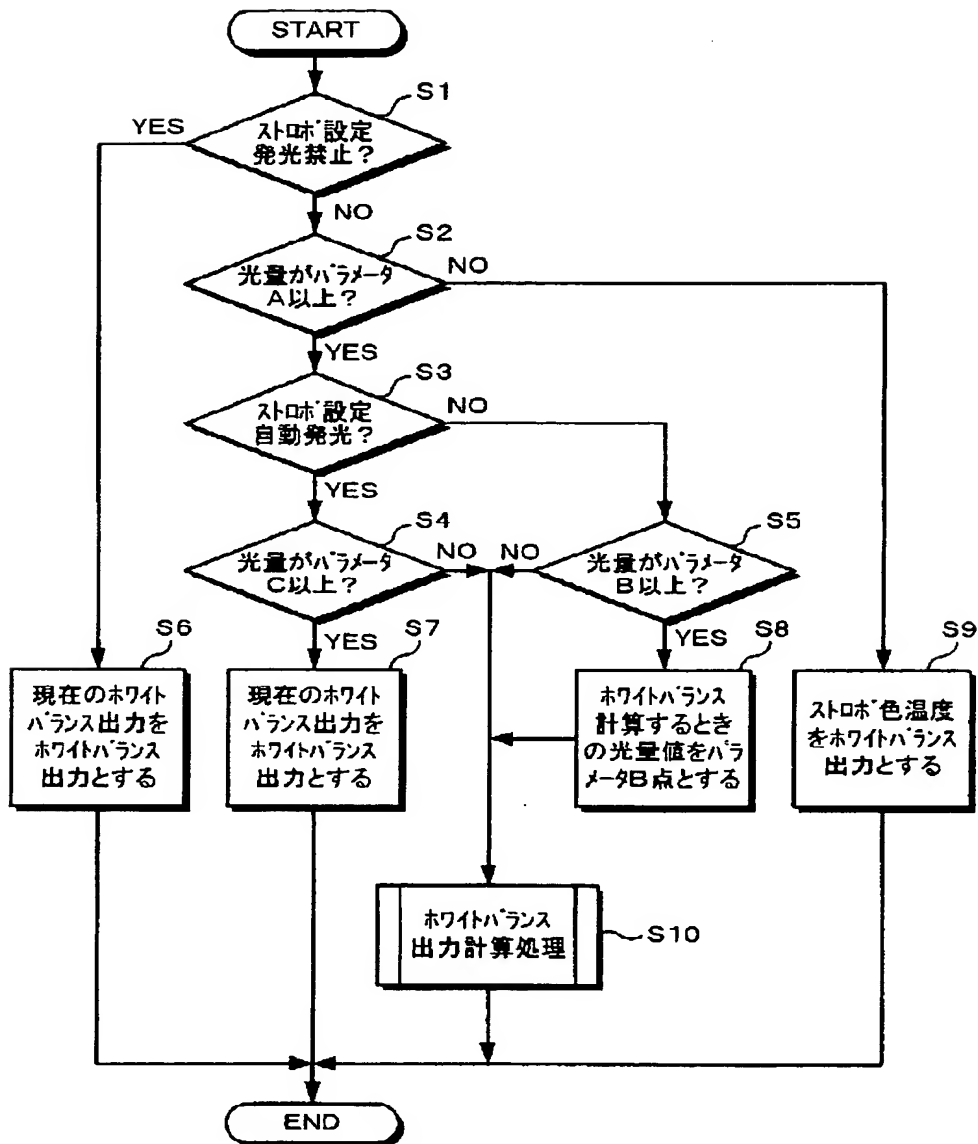 START
S1
YES
ストロボ設定
発光禁止?
NO
S2
光量がパラメータ
A以上?
NO
YES
S3
ストロボ設定
自動発光?
NO
YES
S4
S5
光量がパラメータ
C以上?
NO
NO
光量がパラメータ
B以上?
YES
YES
S6
S7
S8
S9
現在のホワイト
バランス出力を
ホワイトバランス
出力とする
現在のホワイト
バランス出力を
ホワイトバランス
出力とする
ホワイトバランス
計算するとき
の光量値をパラ
メータB点とする
ストロボ色温度
をホワイトバランス
出力とする
ホワイトバランス
出力計算処理
S10
END